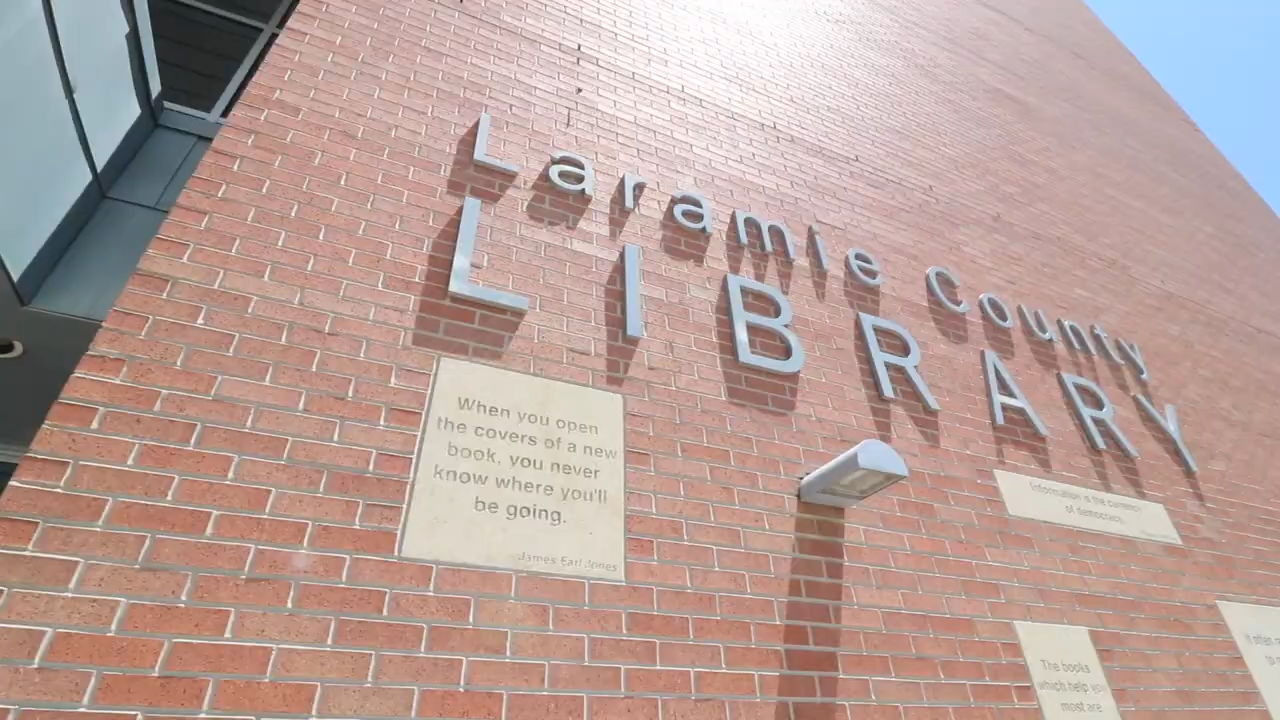 Laramie County
LIBRARY
When you open
the covers of a new
book, you never
know where you'll
be going.
James Earl Jones
Information is the currency
of democracy.
The books
which help you
most are